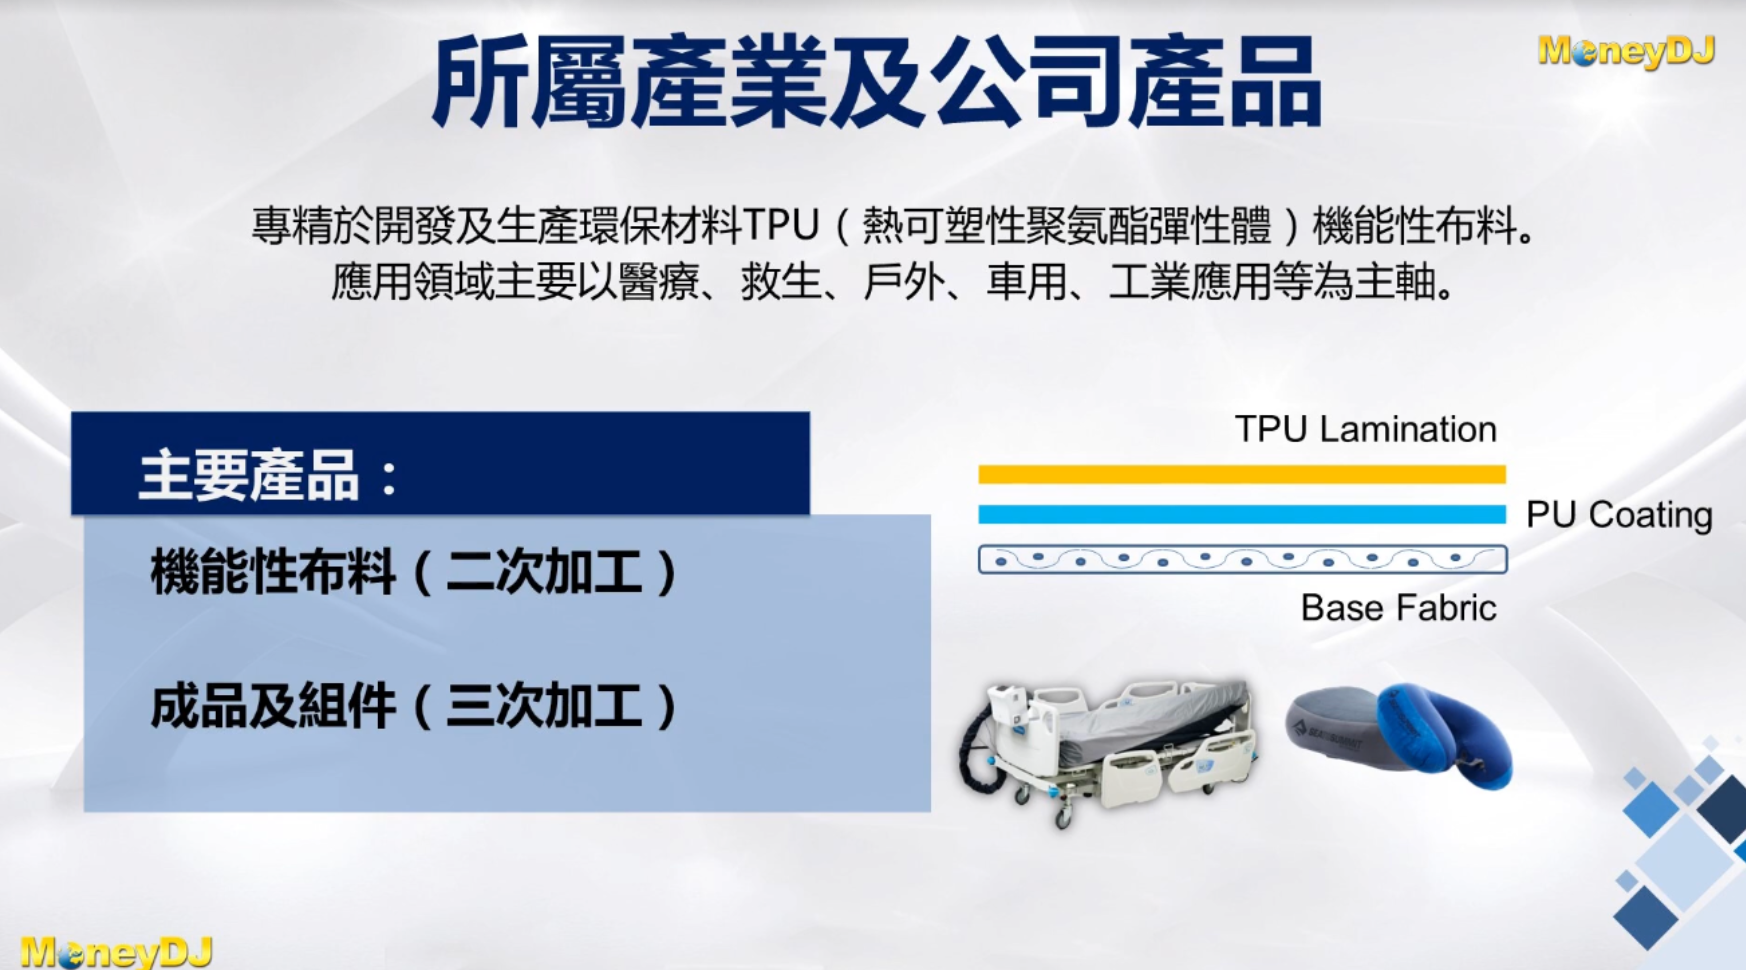 所屬產業及公司產品
MoneyDJ
專精於開發及生產環保材料TPU（熱可塑性聚氨酯彈性體）機能性布料。
應用領域主要以醫療、救生、戶外、車用、工業應用等為主軸。
主要產品：
機能性布料（二次加工）
成品及組件（三次加工）
TPU Lamination
PU Coating
Base Fabric
SEA TO SUMMIT
MoneyDJ